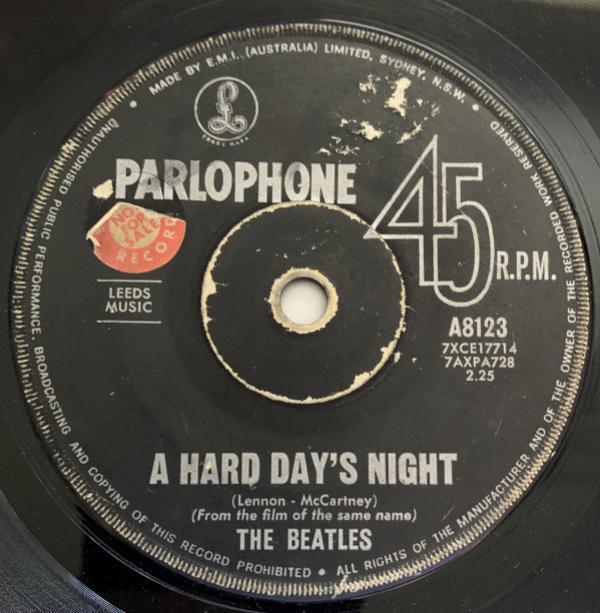 MADE BY E.M.I. (AUSTRALIA) LIMITED, SYDNEY, N.S.W. •
£
TRADE MARK
PARLOPHONE
45
R.P.M.
NOT
FOR
SALE
RECORD
LEEDS
MUSIC
A8123
7XCE17714
7AXPA728
2.25
A HARD DAY'S NIGHT
(Lennon - McCartney)
(From the film of the same name)
THE BEATLES
UNAUTHORISED PUBLIC PERFORMANCE, BROADCASTING AND COPYING OF THIS RECORD PROHIBITED • ALL RIGHTS OF THE MANUFACTURER AND OF THE OWNER OF THE RECORDED WORK RESERVED